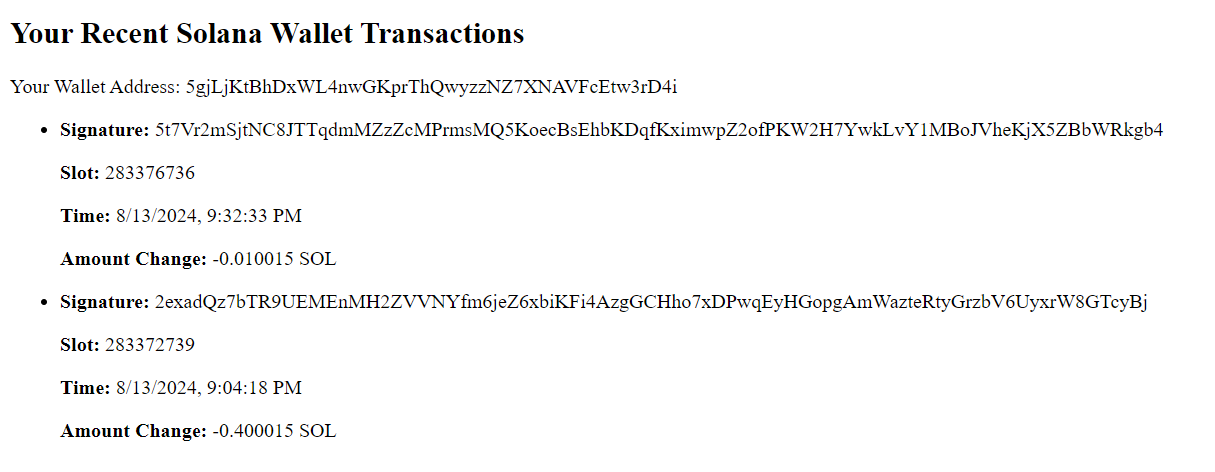 Your Recent Solana Wallet Transactions
Your Wallet Address: 5gjLjKtBhDxWL4nwGKprThQwyzzNZ7XNAVFcEtw3rD4i
Signature: 5t7Vr2mSjtNC8JTTqdmMZzZcMPrmsMQ5KoecBsEhbKDqfKximwpZ2ofPKW2H7YwkLvY1MBoJVheKjX5ZBbWRkgb4
Slot: 283376736
Time: 8/13/2024, 9:32:33 PM
Amount Change: -0.010015 SOL
Signature: 2exadQz7bTR9UEMEnMH2ZVVNYfm6jeZ6xbiKFi4AzgGCHho7xDPwqEyHGopgAmWazteRtyGrzbV6UyxrW8GTcyBj
Slot: 283372739
Time: 8/13/2024, 9:04:18 PM
Amount Change: -0.400015 SOL